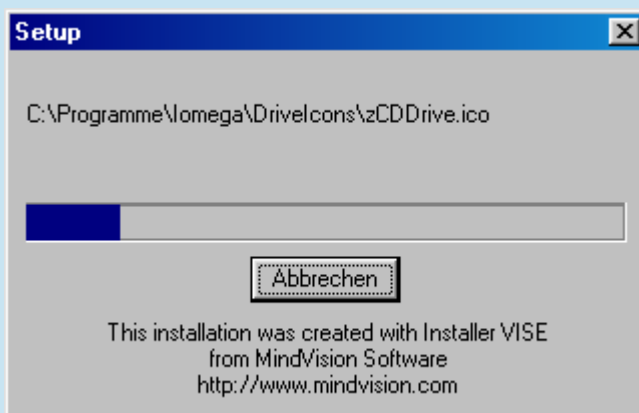 Setup
C:\Programme\Iomega\DriveIcons\zCDDrive.ico
Abbrechen
This installation was created with Installer VISE
from MindVision Software
http://www.mindvision.com